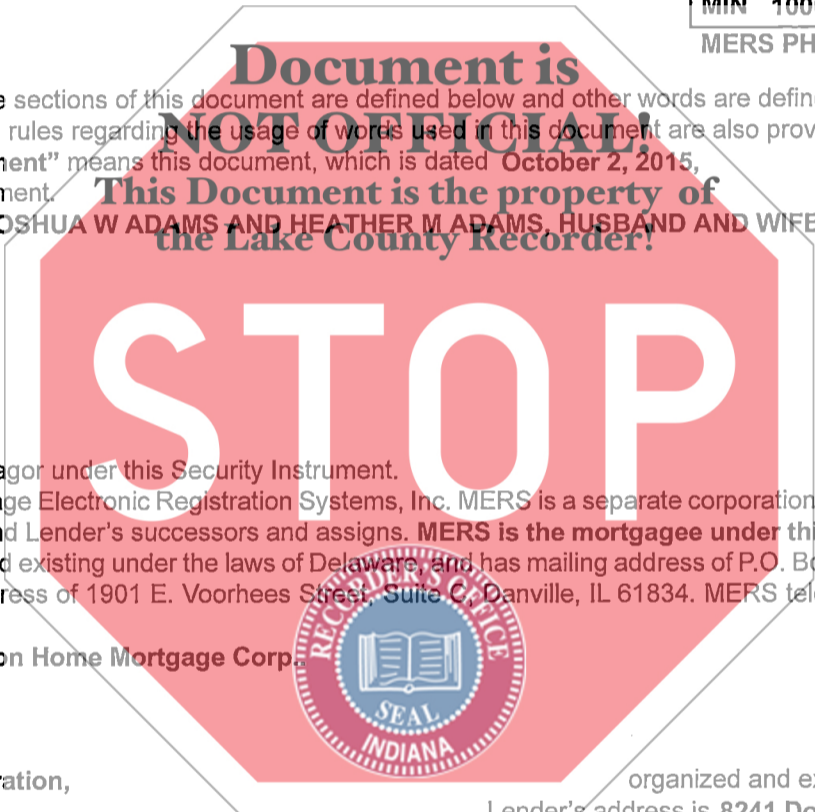 MIN 100
MERS PH
Document is
e sections of this document are defined below and other words are defin
rules regarding the usage of words used in this document are also prov
NOT OFFICIAL!
ent” means this document, which is dated October 2, 2015,
ment.
This Document is the property of
OSHUA W ADAMS AND HEATHER M ADAMS, HUSBAND AND WIFE
the Lake County Recorder!
STOP
agor under this Security Instrument.
ge Electronic Registration Systems, Inc. MERS is a separate corporation
d Lender's successors and assigns. MERS is the mortgagee under thi
d existing under the laws of Delaware, and has mailing address of P.O. Bo
ress of 1901 E. Voorhees Street, Suite C, Danville, IL 61834. MERS tel
on Home Mortgage Corp.
RECORDER'S OFFICE
SEAL
INDIANA
ation,
organized and ex
Lender's address is 8241 Do